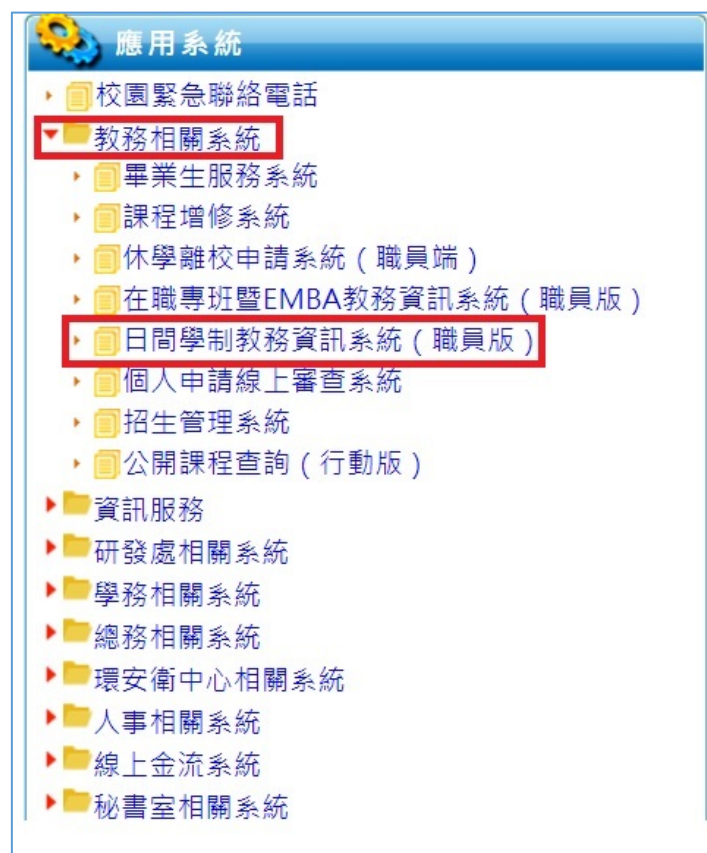 應用系統
校園緊急聯絡電話
教務相關系統
畢業生服務系統
課程增修系統
休學離校申請系統(職員端)
在職專班暨EMBA教務資訊系統(職員版)
日間學制教務資訊系統(職員版)
個人申請線上審查系統
招生管理系統
公開課程查詢(行動版)
資訊服務
研發處相關系統
學務相關系統
總務相關系統
環安衛中心相關系統
人事相關系統
線上金流系統
秘書室相關系統